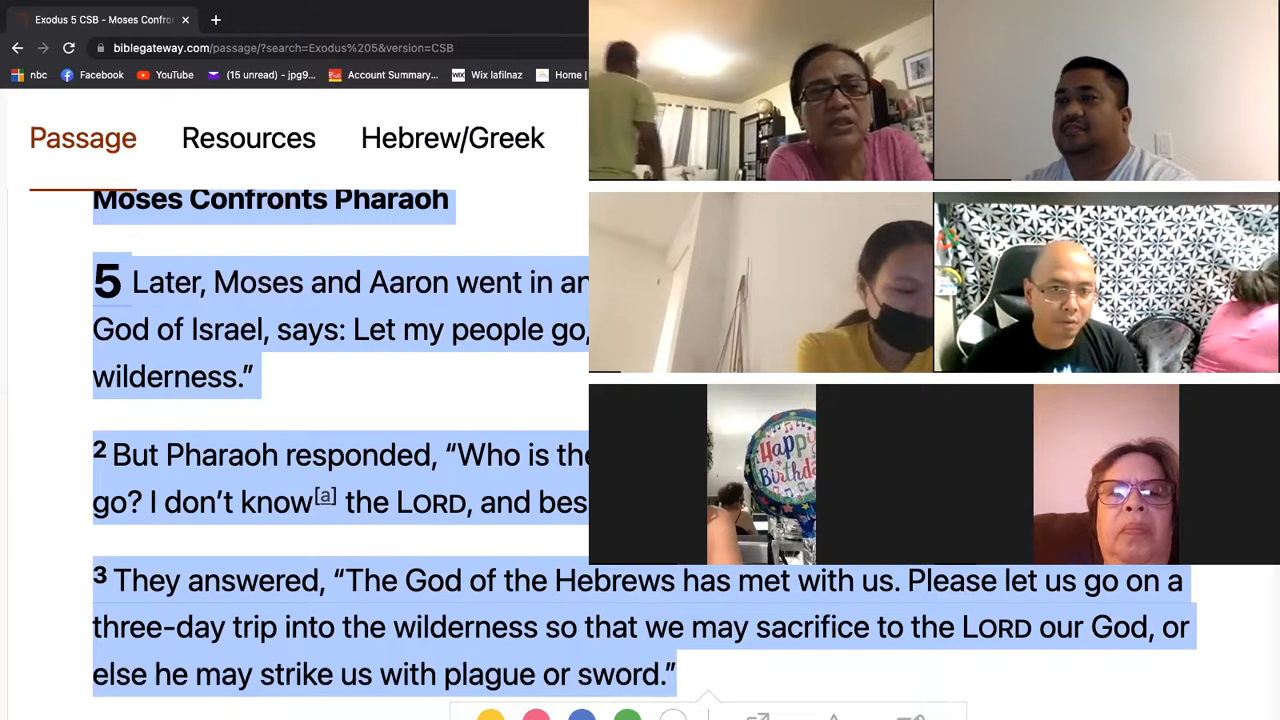 Exodus 5 CSB - Moses Confro
biblegateway.com/passage/?search=Exodus%205&version=CSB
nbc Facebook YouTube (15 unread) - jpg9... Account Summary... WIX Wix lafilnaz Home |
Passage Resources Hebrew/Greek
Moses Confronts Pharaoh
5 Later, Moses and Aaron went in an
God of Israel, says: Let my people go,
wilderness.”
2 But Pharaoh responded, “Who is the
go? I don’t know[a] the LORD, and bes
3 They answered, “The God of the Hebrews has met with us. Please let us go on a
three-day trip into the wilderness so that we may sacrifice to the LORD our God, or
else he may strike us with plague or sword.”
Happy
Birthda